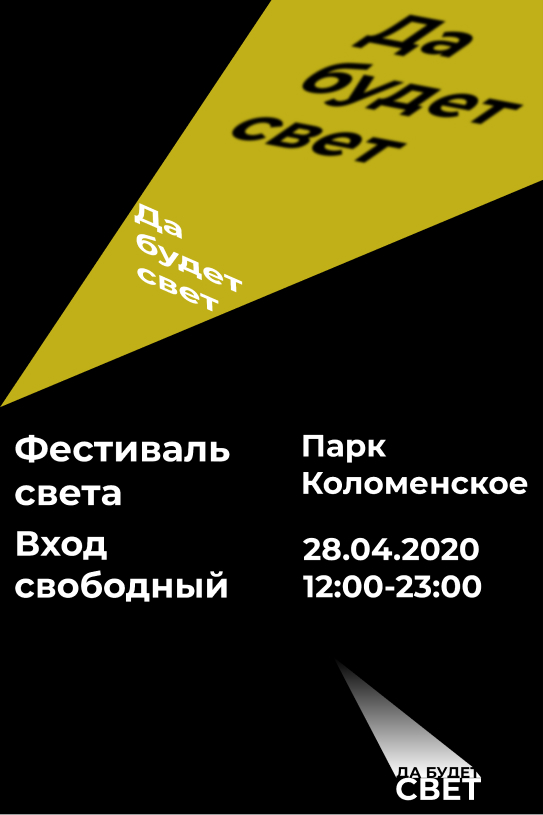 Да
будет
свет
Да
будет
свет
Фестиваль
света
Вход
свободный
Парк
Коломенское
28.04.2020
12:00-23:00
ДА БУДЕТ
СВЕТ